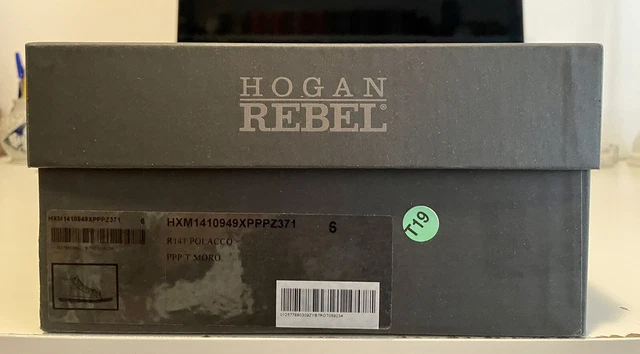 HOGAN
REBEL®
HXM1410949XPPPZ371 6
HXM1410949XPPPZ371 6
R141 POLACCO
PPP T MORO
T19